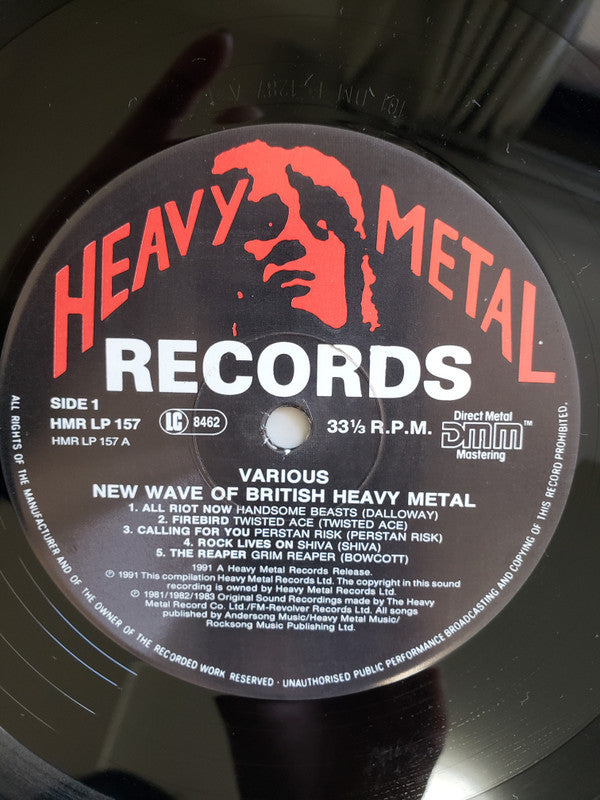 HEAVY METAL
RECORDS
SIDE 1
HMR LP 157
HMR LP 157 A
LC 8462
33⅓ R.P.M.
Direct Metal
DMM™
Mastering
VARIOUS
NEW WAVE OF BRITISH HEAVY METAL
1. ALL RIOT NOW HANDSOME BEASTS (DALLOWAY)
2. FIREBIRD TWISTED ACE (TWISTED ACE)
3. CALLING FOR YOU PERSTAN RISK (PERSTAN RISK)
4. ROCK LIVES ON SHIVA (SHIVA)
5. THE REAPER GRIM REAPER (BOWCOTT)
1991 A Heavy Metal Records Release.
℗ 1991 This compilation Heavy Metal Records Ltd. The copyright in this sound
recording is owned by Heavy Metal Records Ltd.
℗ 1981/1982/1983 Original Sound Recordings made by The Heavy
Metal Record Co. Ltd./FM-Revolver Records Ltd. All songs
published by Andersong Music/Heavy Metal Music/
Rocksong Music Publishing Ltd.
ALL RIGHTS OF THE MANUFACTURER AND OF THE OWNER OF THE RECORDED WORK RESERVED · UNAUTHORISED PUBLIC PERFORMANCE BROADCASTING AND COPYING OF THIS RECORD PROHIBITED.